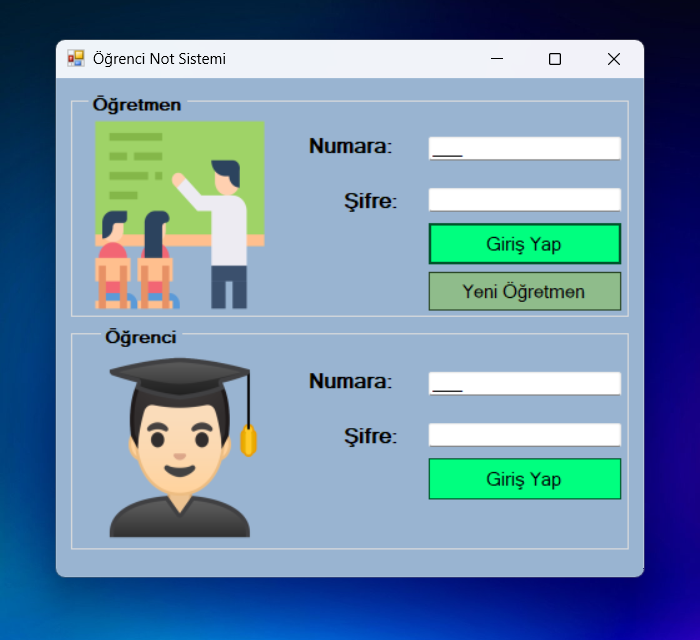 Öğrenci Not Sistemi
Öğretmen
Numara: ___
Şifre:
Giriş Yap
Yeni Öğretmen
Öğrenci
Numara: ___
Şifre:
Giriş Yap